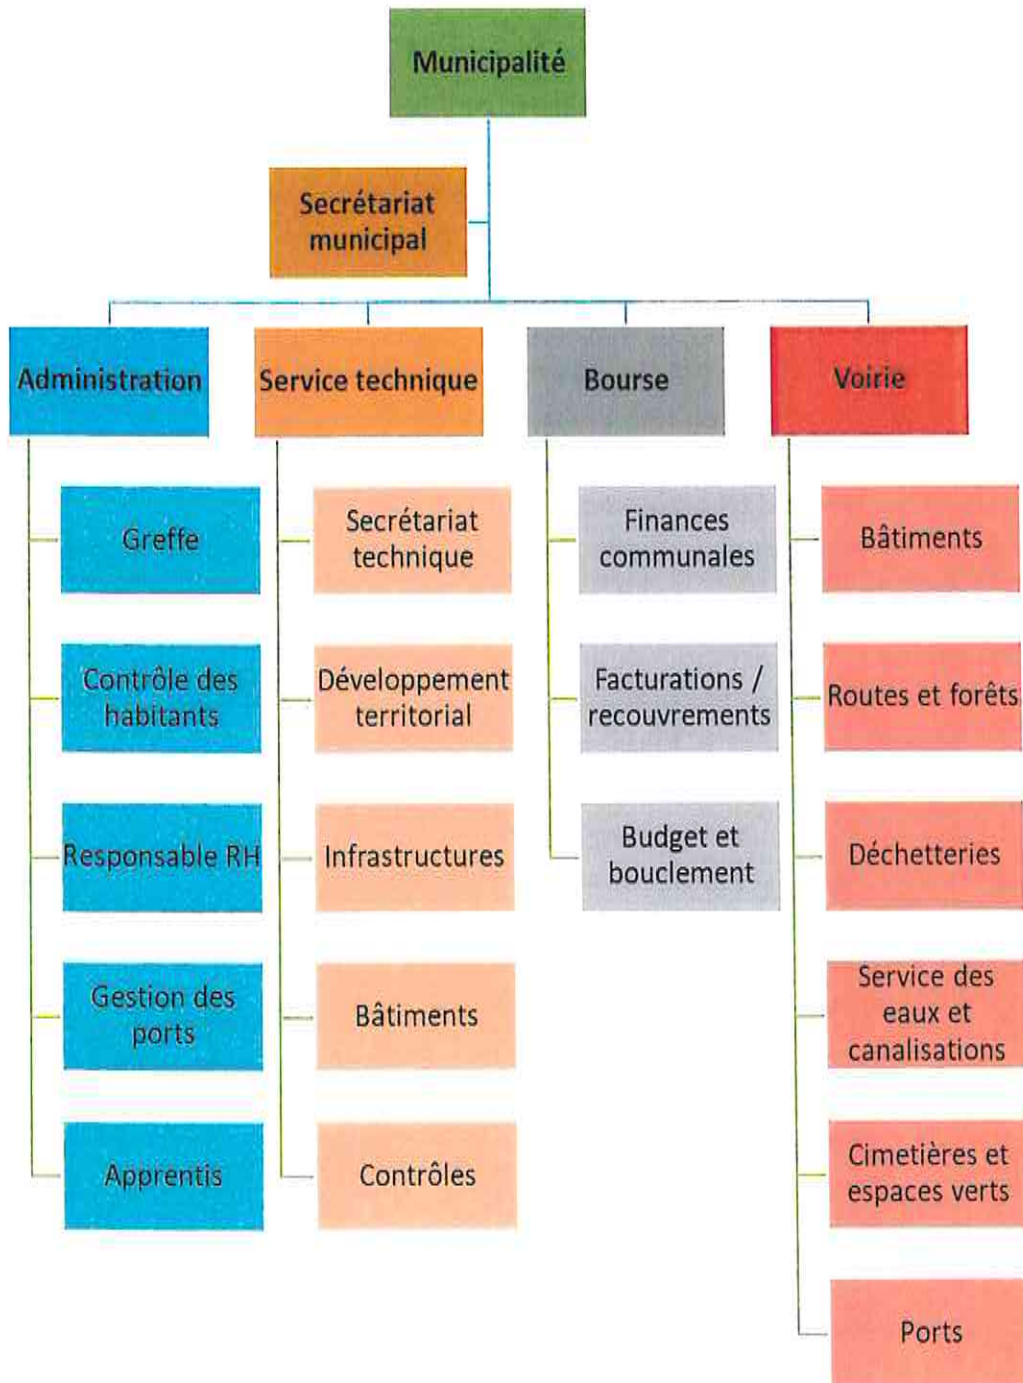 Municipalité
Secrétariat
municipal
Administration
Service technique
Bourse
Voirie
Greffe
Secrétariat
technique
Finances
communales
Bâtiments
Contrôle des
habitants
Développement
territorial
Facturations /
recouvrements
Routes et forêts
Responsable RH
Infrastructures
Budget et
bouclement
Déchetteries
Gestion des
ports
Bâtiments
Service des
eaux et
canalisations
Apprentis
Contrôles
Cimetières et
espaces verts
Ports